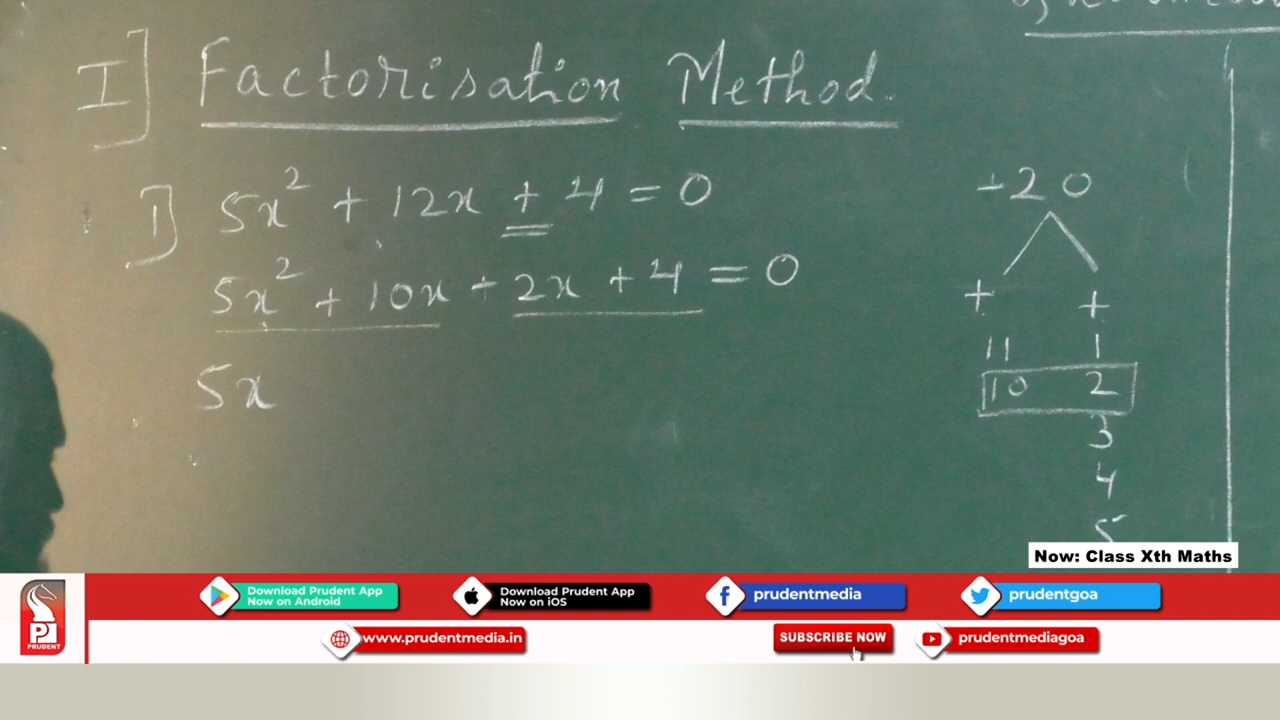 I] Factorisation Method.
1] 5x² + 12x + 4 = 0
5x² + 10x + 2x + 4 = 0
5x
+20
+ +
11 1
10 2
3
4
5
Now: Class Xth Maths
Download Prudent App
Now on Android
Download Prudent App
Now on iOS
prudentmedia
prudentgoa
www.prudentmedia.in
SUBSCRIBE NOW
prudentmediagoa
PRUDENT